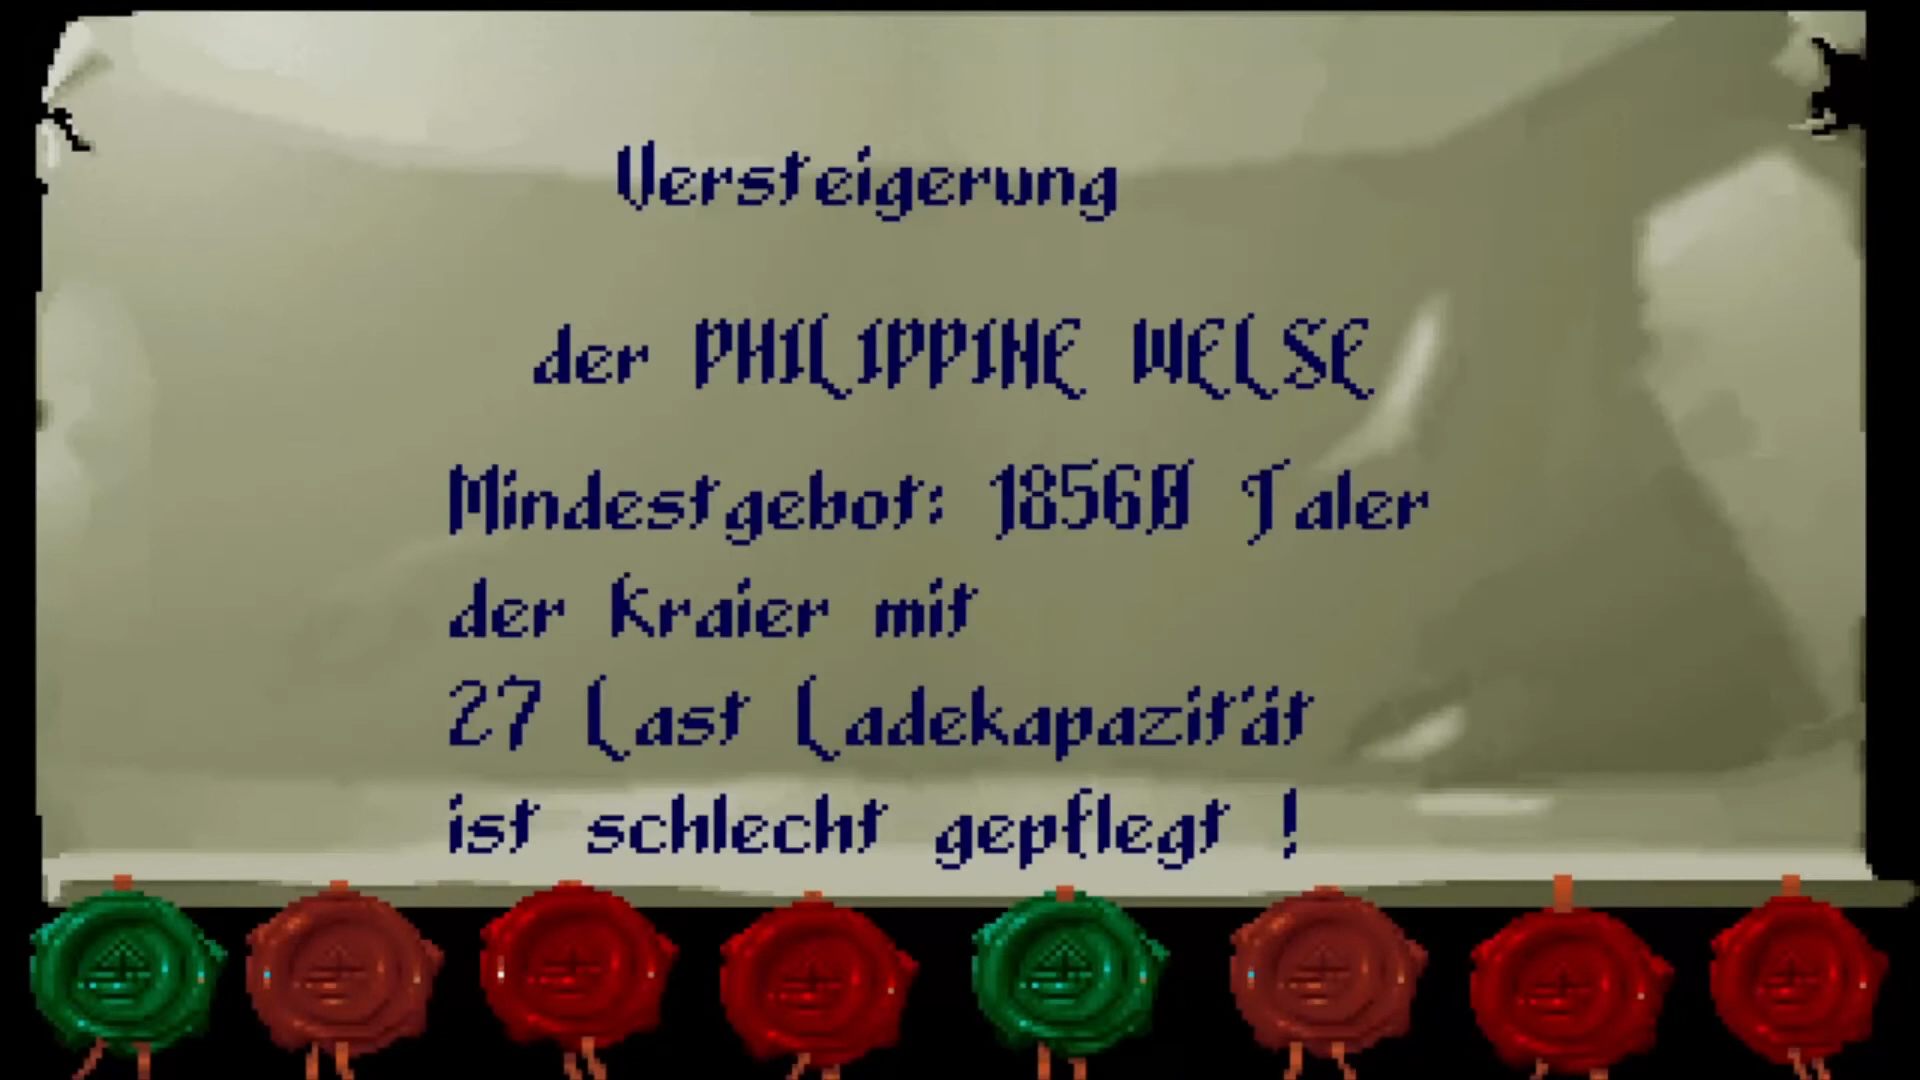 Versteigerung
der PHILIPPINE WELSE
Mindestgebot: 18560 Taler
der Kraier mit
27 Last Ladekapazität
ist schlecht gepflegt !